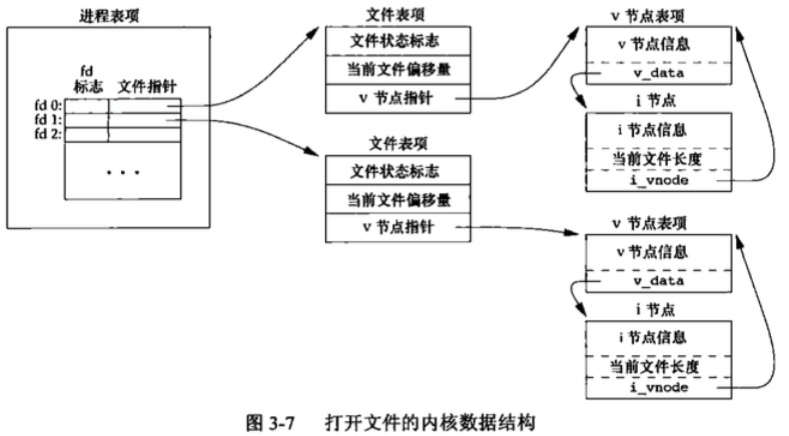 进程表项
fd
标志 文件指针
fd 0:
fd 1:
fd 2:
文件表项
文件状态标志
当前文件偏移量
v 节点指针
文件表项
文件状态标志
当前文件偏移量
v 节点指针
v 节点表项
v 节点信息
v_data
i 节点
i 节点信息
当前文件长度
i_vnode
v 节点表项
v 节点信息
v_data
i 节点
i 节点信息
当前文件长度
i_vnode
图 3-7 打开文件的内核数据结构